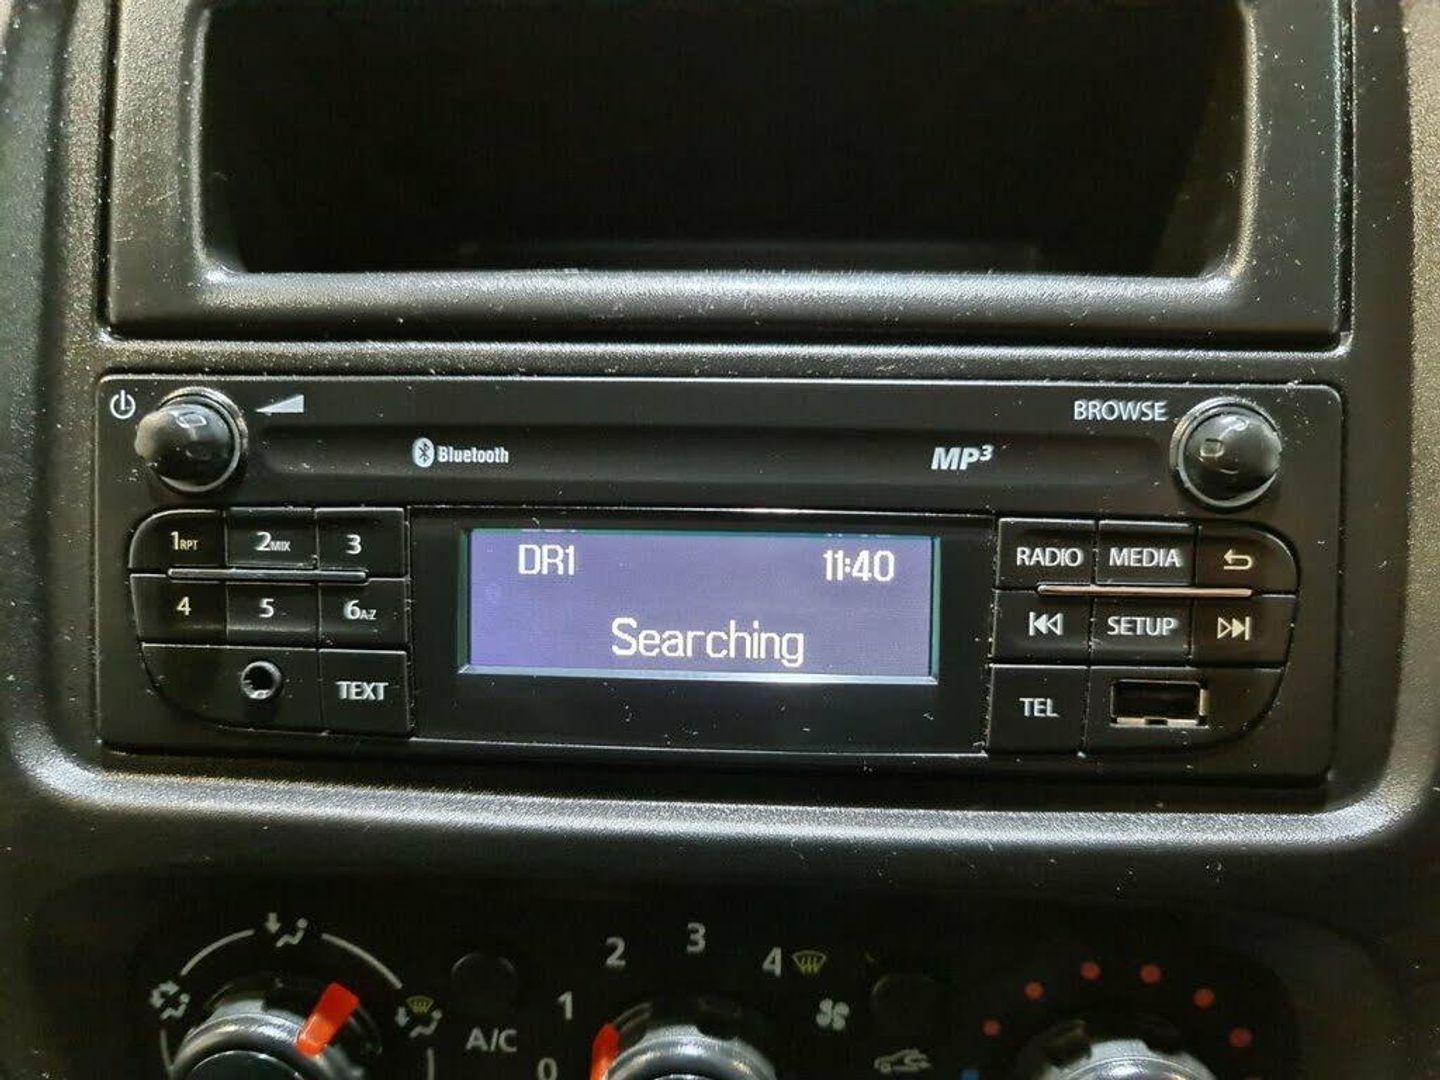 BROWSE
Bluetooth
MP3
1RPT 2MIX 3
4 5 6A-Z
TEXT
DR1 11:40
Searching
RADIO MEDIA
SETUP
TEL
0 1 2 3 4
A/C